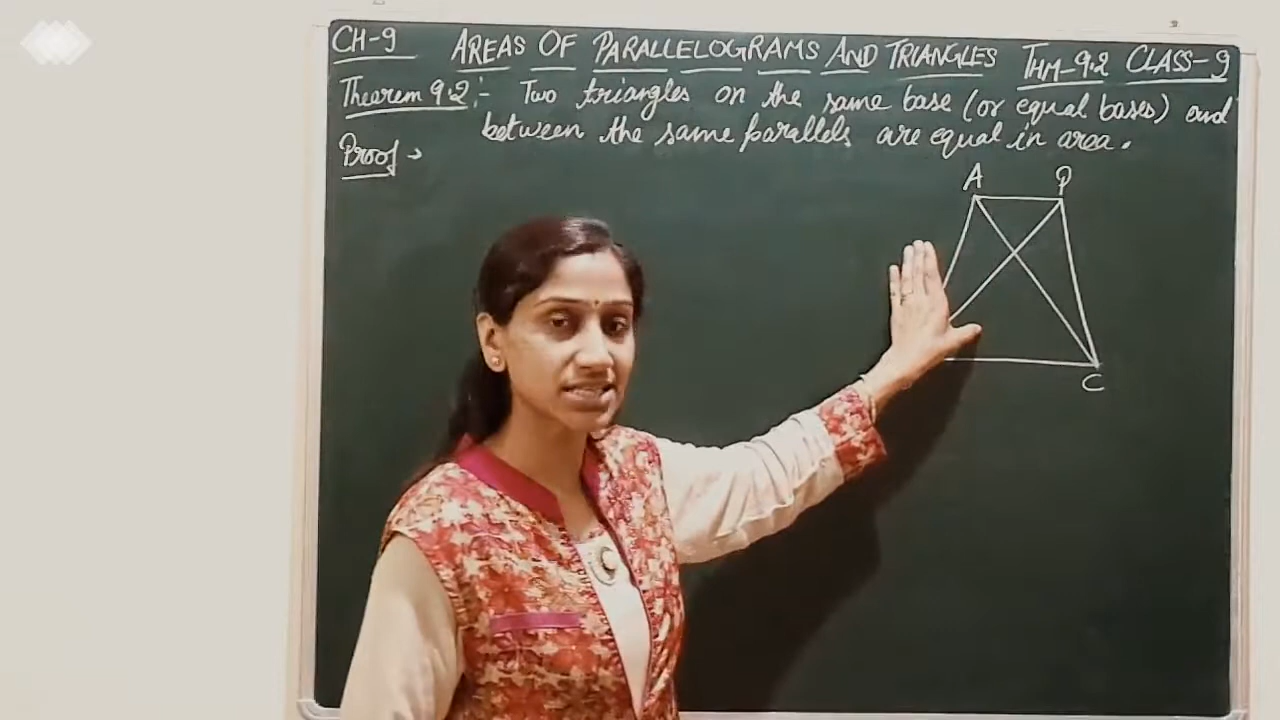 CH-9 AREAS OF PARALLELOGRAMS AND TRIANGLES THM-9.2 CLASS-9
Theorem 9.2:- Two triangles on the same base (or equal bases) and
between the same parallels are equal in area.
Proof →
A P
C